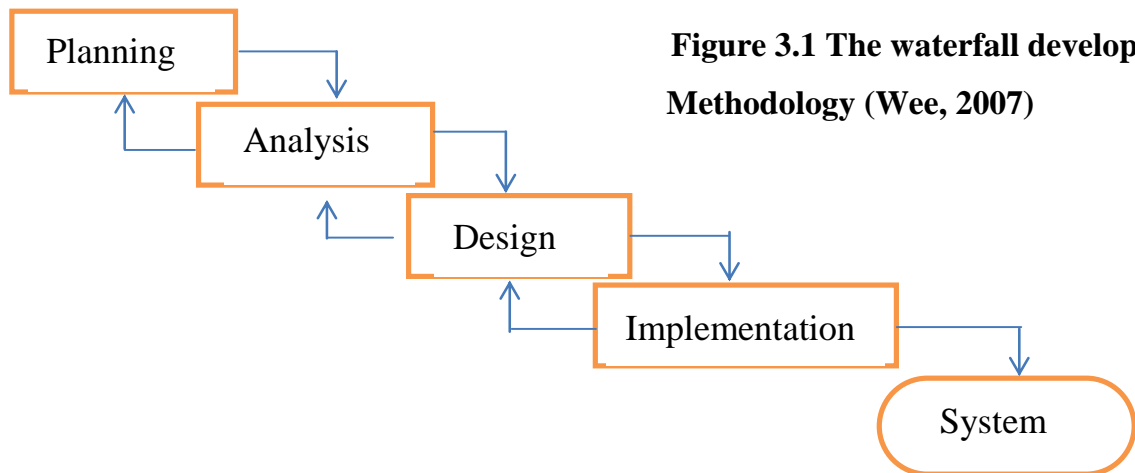 Planning
Figure 3.1 The waterfall develop
Methodology (Wee, 2007)
Analysis
Design
Implementation
System